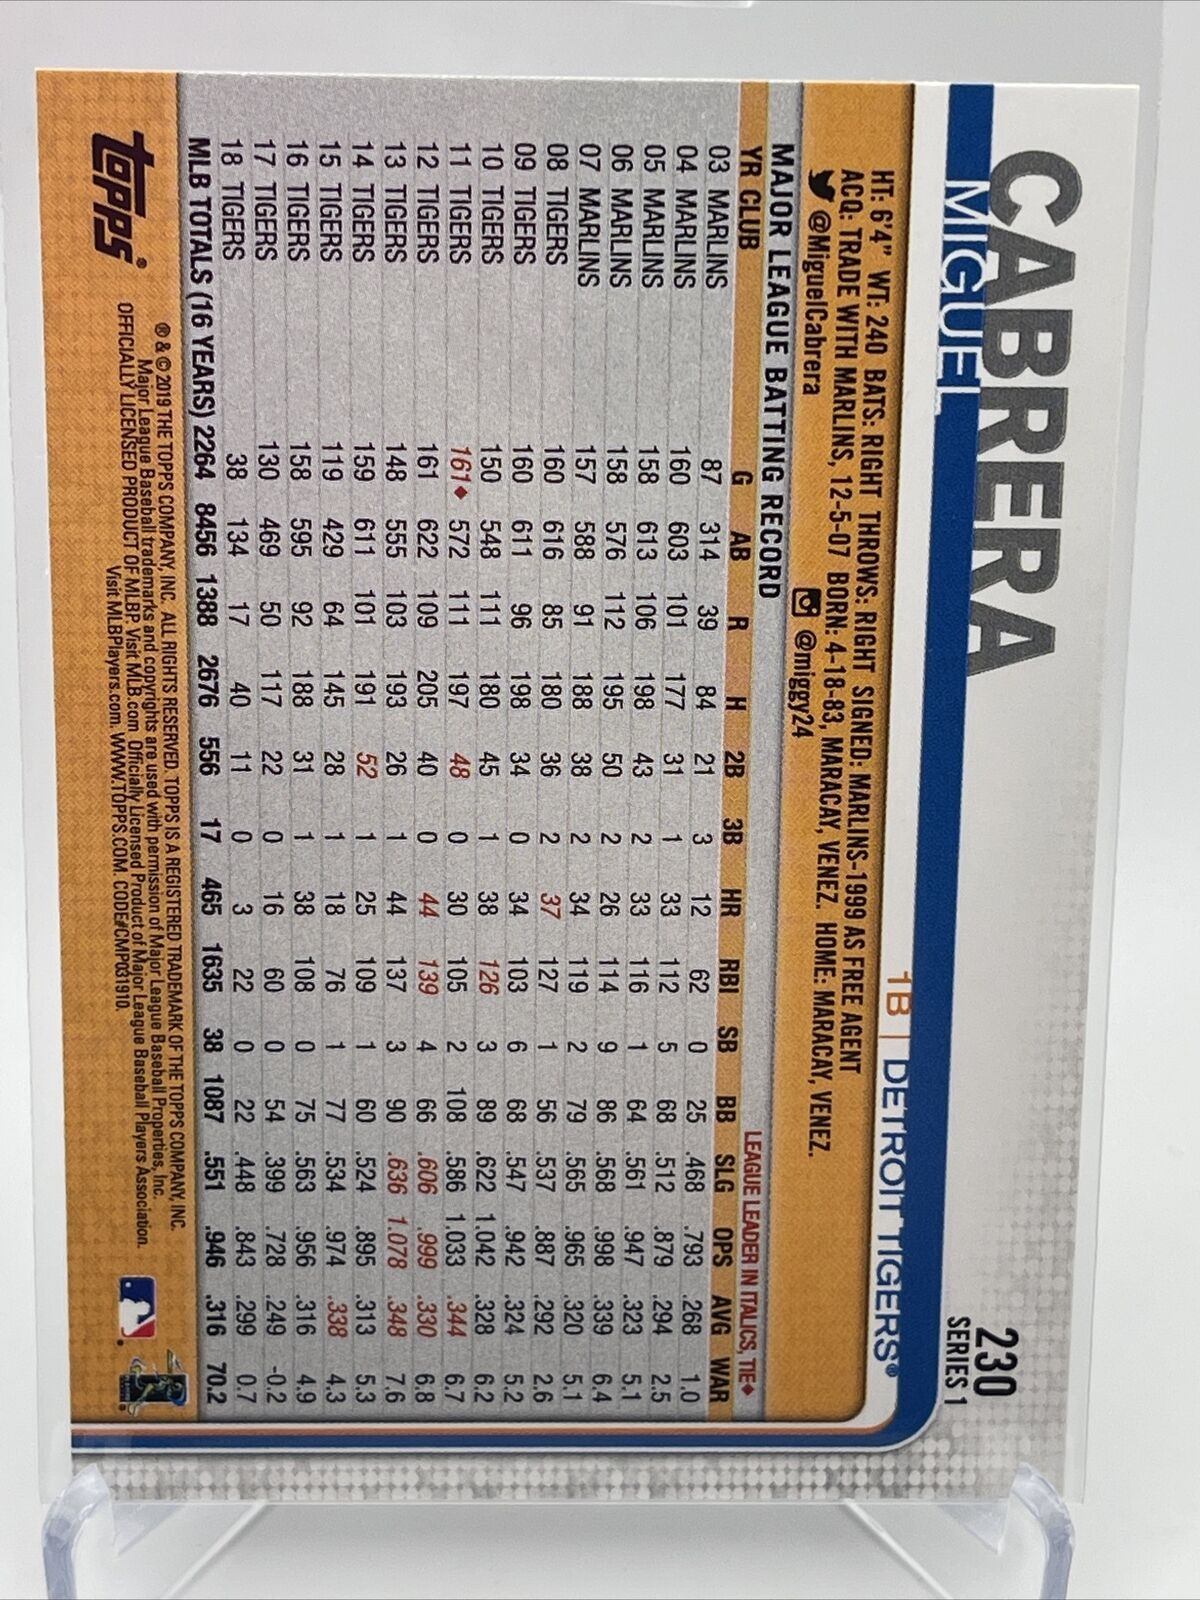 CABRERA
MIGUEL
230
SERIES 1
1B | DETROIT TIGERS®
HT: 6'4" WT: 240 BATS: RIGHT THROWS: RIGHT SIGNED: MARLINS-1999 AS FREE AGENT
ACQ: TRADE WITH MARLINS, 12-5-07 BORN: 4-18-83, MARACAY, VENEZ. HOME: MARACAY, VENEZ.
@MiguelCabrera @miggy24
MAJOR LEAGUE BATTING RECORD LEAGUE LEADER IN ITALICS, TIE♦
YR CLUB G AB R H 2B 3B HR RBI SB BB SLG OPS AVG WAR
03 MARLINS 87 314 39 84 21 3 12 62 0 25 .468 .793 .268 1.0
04 MARLINS 160 603 101 177 31 1 33 112 5 68 .512 .879 .294 2.5
05 MARLINS 158 613 106 198 43 2 33 116 1 64 .561 .947 .323 5.1
06 MARLINS 158 576 112 195 50 2 26 114 9 86 .568 .998 .339 6.4
07 MARLINS 157 588 91 188 38 2 34 119 2 79 .565 .965 .320 5.1
08 TIGERS 160 616 85 180 36 2 37 127 1 56 .537 .887 .292 2.6
09 TIGERS 160 611 96 198 34 0 34 103 6 68 .547 .942 .324 5.2
10 TIGERS 150 548 111 180 45 1 38 126 3 89 .622 1.042 .328 6.2
11 TIGERS 161♦ 572 111 197 48 0 30 105 2 108 .586 1.033 .344 6.7
12 TIGERS 161 622 109 205 40 0 44 139 4 66 .606 .999 .330 6.8
13 TIGERS 148 555 103 193 26 1 44 137 3 90 .636 1.078 .348 7.6
14 TIGERS 159 611 101 191 52 1 25 109 1 60 .524 .895 .313 5.3
15 TIGERS 119 429 64 145 28 1 18 76 1 77 .534 .974 .338 4.3
16 TIGERS 158 595 92 188 31 1 38 108 0 75 .563 .956 .316 4.9
17 TIGERS 130 469 50 117 22 0 16 60 0 54 .399 .728 .249 -0.2
18 TIGERS 38 134 17 40 11 0 3 22 0 22 .448 .843 .299 0.7
MLB TOTALS (16 YEARS) 2264 8456 1388 2676 556 17 465 1635 38 1087 .551 .946 .316 70.2
topps®
® & © 2019 THE TOPPS COMPANY, INC. ALL RIGHTS RESERVED. TOPPS IS A REGISTERED TRADEMARK OF THE TOPPS COMPANY, INC.
Major League Baseball trademarks and copyrights are used with permission of Major League Baseball Properties, Inc.
OFFICIALLY LICENSED PRODUCT OF MLBP. Visit MLB.com. Officially Licensed Product of Major League Baseball Players Association.
Visit MLBPlayers.com. WWW.TOPPS.COM. CODE#CMP031910.